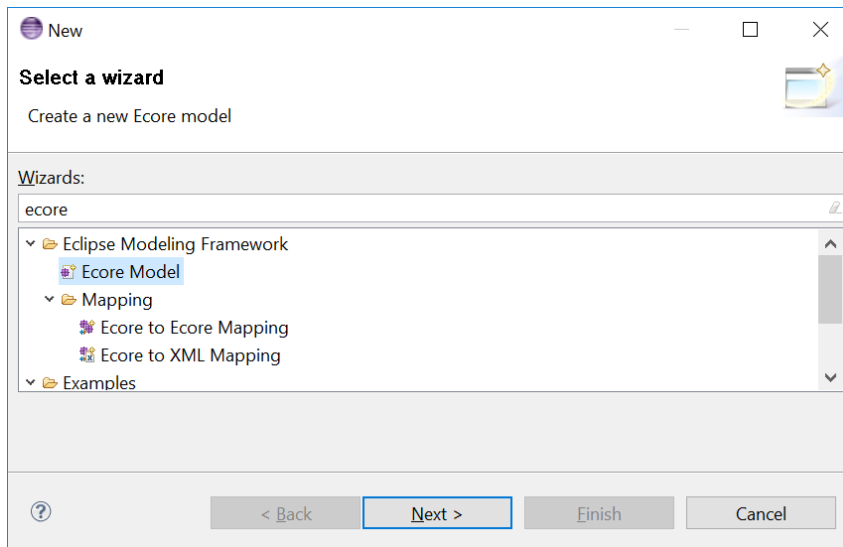 New
Select a wizard
Create a new Ecore model
Wizards:
ecore
Eclipse Modeling Framework
Ecore Model
Mapping
Ecore to Ecore Mapping
Ecore to XML Mapping
Examples
? < Back Next > Finish Cancel